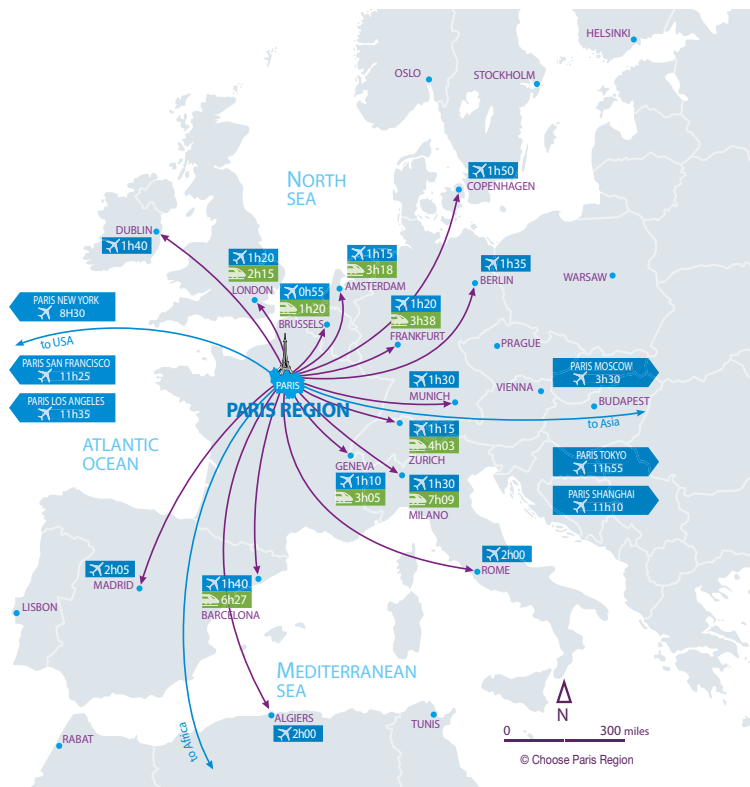 HELSINKI
OSLO
STOCKHOLM
1h50
COPENHAGEN
NORTH
SEA
DUBLIN
1h40
1h20
2h15
LONDON
1h15
3h18
AMSTERDAM
1h35
BERLIN
WARSAW
0h55
1h20
BRUSSELS
1h20
3h38
FRANKFURT
PARIS NEW YORK
8H30
to USA
PRAGUE
PARIS SAN FRANCISCO
11h25
PARIS MOSCOW
3h30
PARIS
1h30
MUNICH
VIENNA
BUDAPEST
PARIS LOS ANGELES
11h35
PARIS REGION
to Asia
ATLANTIC
OCEAN
1h15
4h03
ZURICH
GENEVA
1h10
3h05
1h30
7h09
MILANO
PARIS TOKYO
11h55
PARIS SHANGHAI
11h10
2h05
MADRID
2h00
ROME
1h40
6h27
BARCELONA
LISBON
MEDITERRANEAN
SEA
ALGIERS
2h00
TUNIS
RABAT
to Africa
N
0 300 miles
© Choose Paris Region